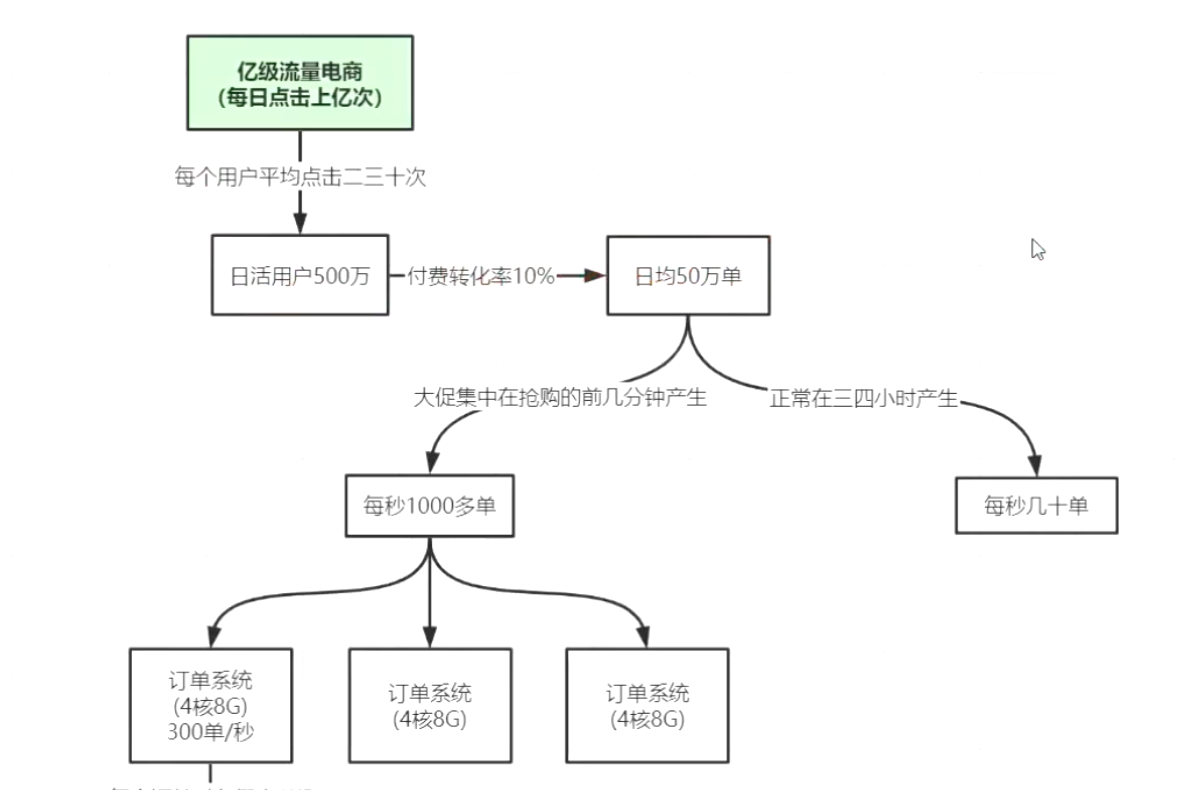 亿级流量电商
（每日点击上亿次）
每个用户平均点击二三十次
日活用户500万
付费转化率10%
日均50万单
大促集中在抢购的前几分钟产生
正常在三四小时产生
每秒1000多单
每秒几十单
订单系统
(4核8G)
300单/秒
订单系统
(4核8G)
订单系统
(4核8G)